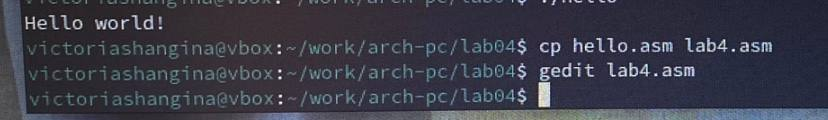 Hello world!
victoriashangina@vbox:~/work/arch-pc/lab04$ cp hello.asm lab4.asm
victoriashangina@vbox:~/work/arch-pc/lab04$ gedit lab4.asm
victoriashangina@vbox:~/work/arch-pc/lab04$